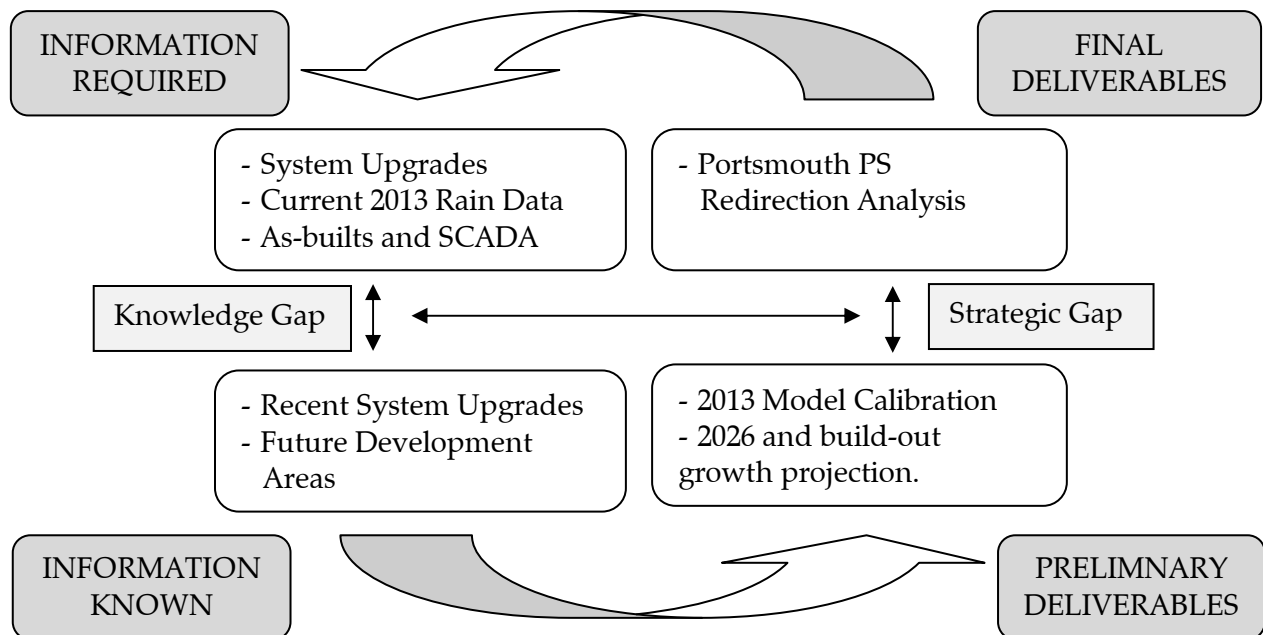 INFORMATION
REQUIRED
FINAL
DELIVERABLES
- System Upgrades
- Current 2013 Rain Data
- As-builts and SCADA
- Portsmouth PS
Redirection Analysis
Knowledge Gap
Strategic Gap
- Recent System Upgrades
- Future Development
Areas
- 2013 Model Calibration
- 2026 and build-out
growth projection.
INFORMATION
KNOWN
PRELIMNARY
DELIVERABLES